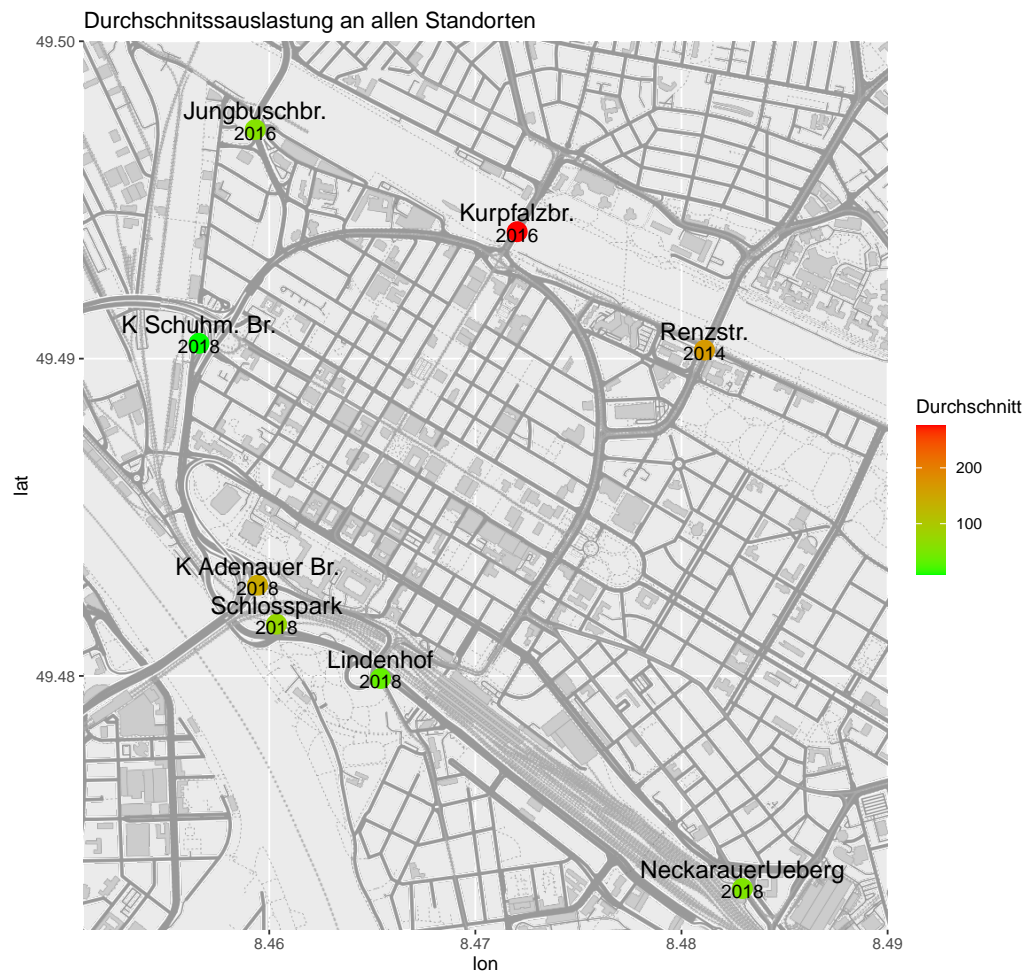 Durchschnitssauslastung an allen Standorten
49.50
49.49
49.48
lat
Jungbuschbr.
2016
Kurpfalzbr.
2016
K Schuhm. Br.
2018
Renzstr.
2014
K Adenauer Br.
2018
Schlosspark
2018
Lindenhof
2018
NeckarauerUeberg
2018
8.46
8.47
8.48
8.49
lon
Durchschnitt
200
100